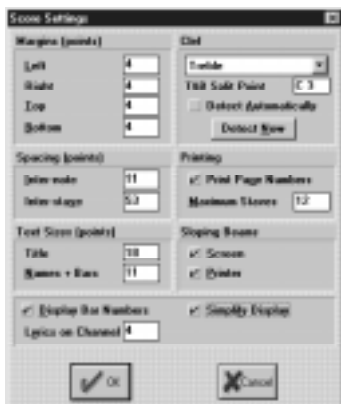 Score Settings
Margins (points)
Left 4
Right 4
Top 4
Bottom 4
Clef
Treble
T&B Split Point C 3
Detect Automatically
Detect Now
Spacing (points)
Inter-note 11
Inter-stave 53
Printing
Print Page Numbers
Maximum Staves 12
Text Sizes (points)
Title 18
Names + Bars 11
Sloping Beams
Screen
Printer
Display Bar Numbers
Lyrics on Channel 4
Simplify Display
OK
Cancel